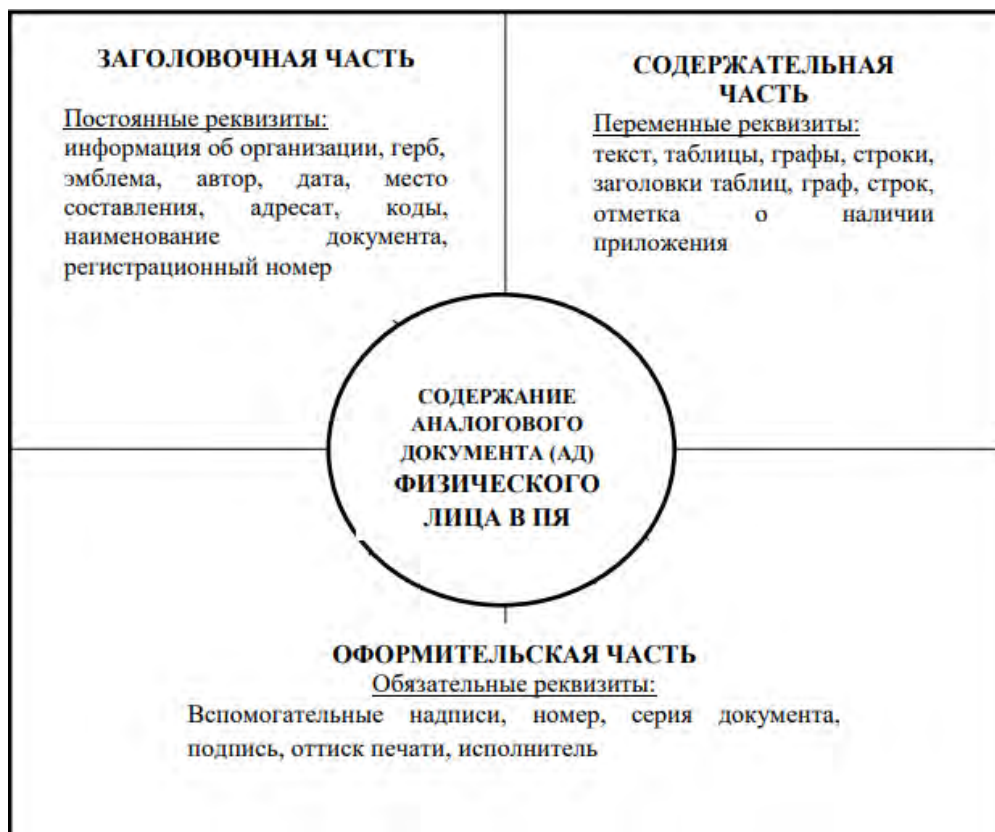 ЗАГОЛОВОЧНАЯ ЧАСТЬ
Постоянные реквизиты:
информация об организации, герб,
эмблема, автор, дата, место
составления, адресат, коды,
наименование документа,
регистрационный номер
СОДЕРЖАТЕЛЬНАЯ
ЧАСТЬ
Переменные реквизиты:
текст, таблицы, графы, строки,
заголовки таблиц, граф, строк,
отметка о наличии
приложения
СОДЕРЖАНИЕ
АНАЛОГОВОГО
ДОКУМЕНТА (АД)
ФИЗИЧЕСКОГО
ЛИЦА В ПЯ
ОФОРМИТЕЛЬСКАЯ ЧАСТЬ
Обязательные реквизиты:
Вспомогательные надписи, номер, серия документа,
подпись, оттиск печати, исполнитель